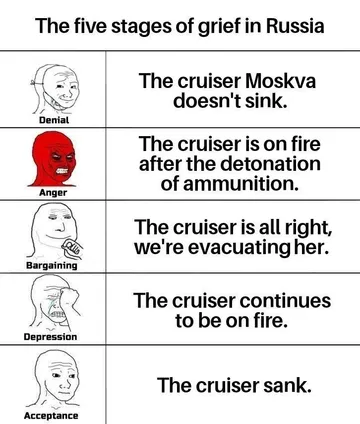 The five stages of grief in Russia
The cruiser Moskva
doesn't sink.
Denial
The cruiser is on fire
after the detonation
of ammunition.
Anger
The cruiser is all right,
we're evacuating her.
Bargaining
The cruiser continues
to be on fire.
Depression
The cruiser sank.
Acceptance